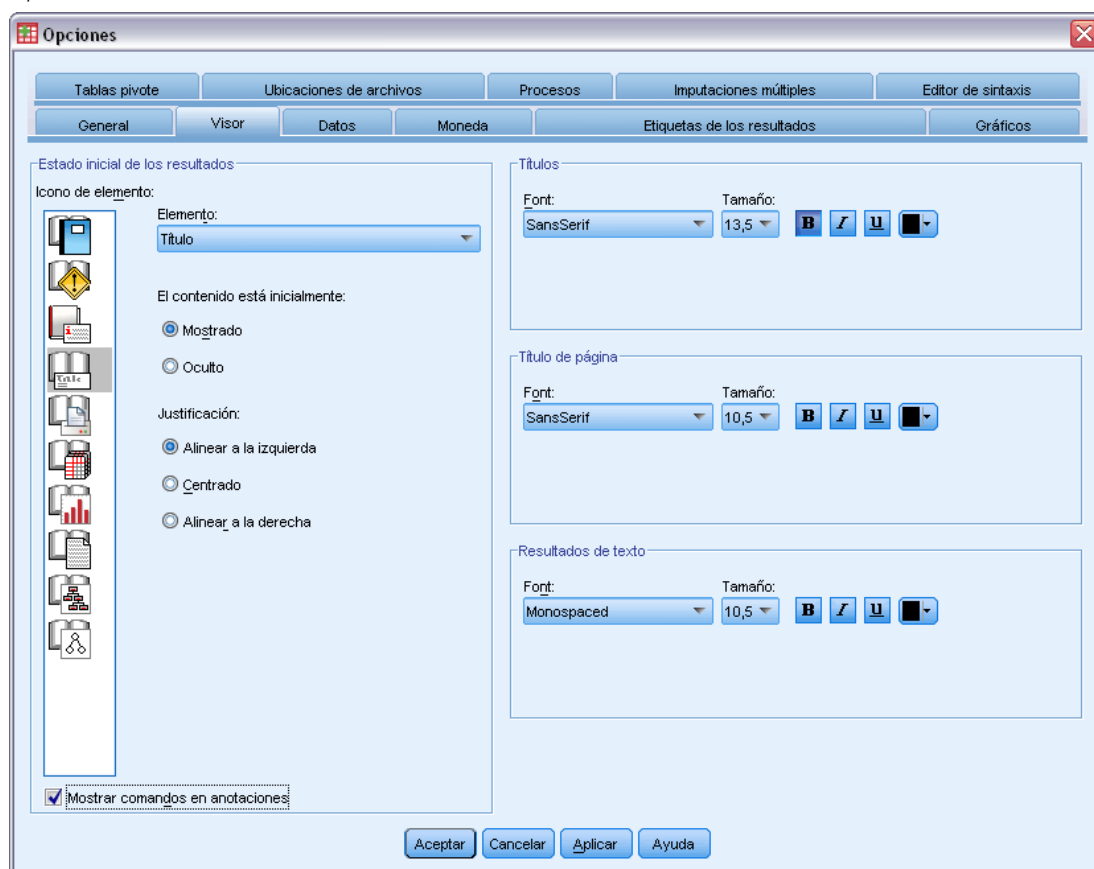 Opciones
Tablas pivote Ubicaciones de archivos Procesos Imputaciones múltiples Editor de sintaxis
General Visor Datos Moneda Etiquetas de los resultados Gráficos
Estado inicial de los resultados
Icono de elemento:
Elemento:
Título
El contenido está inicialmente:
Mostrado
Oculto
Justificación:
Alinear a la izquierda
Centrado
Alinear a la derecha
Title
Mostrar comandos en anotaciones
Títulos
Font: Tamaño:
SansSerif 13,5 B I U
Título de página
Font: Tamaño:
SansSerif 10,5 B I U
Resultados de texto
Font: Tamaño:
Monospaced 10,5 B I U
Aceptar Cancelar Aplicar Ayuda